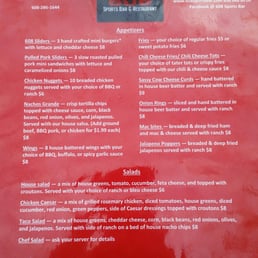 Sports Bar & Restaurant
608-286-1644
Facebook @ 608 Sports Bar
Appetizers
608 Sliders – 3 hand crafted mini burgers*
with lettuce and cheddar cheese $8
Pulled Pork Sliders – 3 slow roasted pulled
pork mini sandwiches with lettuce and
caramelized onions $8
Chicken Nuggets – 10 breaded chicken
nuggets served with your choice of ranch or
BBQ $6
Nachos Grande – crisp tortilla chips
topped with cheese sauce, corn, black
beans, red onion, olives, and jalapenos.
Served with our house salsa. (Add ground
beef, BBQ pork, or chicken for $1.99 each)
$8
Wings – 8 house battered wings with your
choice of BBQ, buffalo, or spicy garlic sauce
$8
Fries – your choice of regular fries $5 or
sweet potato fries $6
Chili Cheese Fries/ Chili Cheese Tots –
your choice of tater tots or crispy fries
topped with our chili & cheese sauce $8
Sassy Cow Cheese Curds – hand battered
in house beer batter and served with ranch
$8
Onion Rings – sliced and hand battered in
house beer batter and served with ranch
$6
Mac bites – breaded & deep fried ham
and mac & cheese served with ranch $8
Jalapeno Poppers – breaded & deep fried
served with ranch $8
Salads
House salad – a mix of house greens, tomato, cucumber, feta cheese, and topped with
croutons. Served with your choice of ranch or bleu cheese $6
Chicken Caesar – a mix of grilled rosemary chicken, sliced tomatoes, house greens,
diced cucumber, red onion, green peppers, side of Caesar dressings topped with croutons
$8
Taco Salad – a mix of house greens, cheddar cheese, corn, black beans, red onions, olives,
and jalapenos. Served with side of ranch on a bed of house nacho chips $8
Chef Salad – ask your server for details